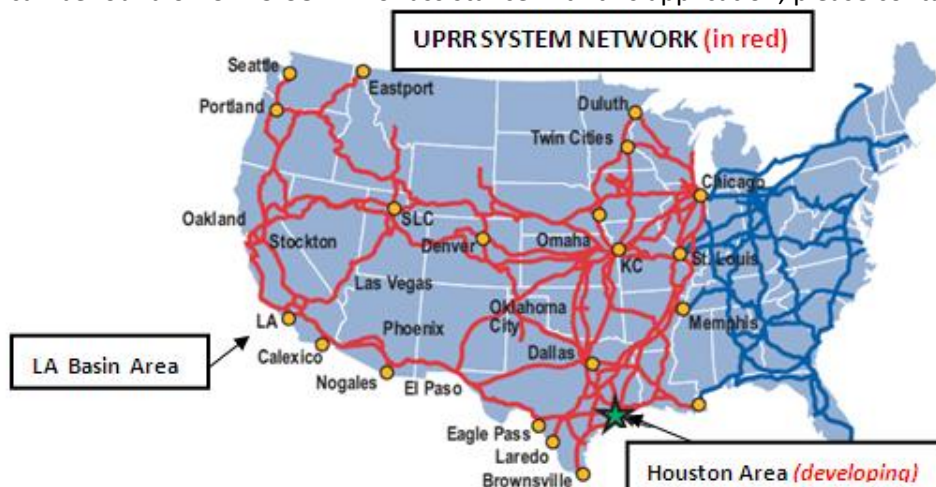 UPRR SYSTEM NETWORK (in red)
Seattle
Eastport
Portland
Duluth
Twin Cities
Chicago
Oakland
SLC
Stockton
Denver
Omaha
KC
St. Louis
Las Vegas
Oklahoma
City
LA
Phoenix
Memphis
LA Basin Area
Calexico
Dallas
Nogales
El Paso
Eagle Pass
Laredo
Brownsville
Houston Area (developing)